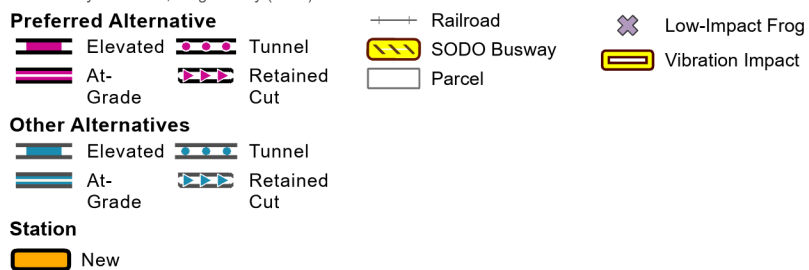 Preferred Alternative
Elevated
Tunnel
At-
Grade
Retained
Cut
Other Alternatives
Elevated
Tunnel
At-
Grade
Retained
Cut
Station
New
Railroad
SODO Busway
Parcel
Low-Impact Frog
Vibration Impact